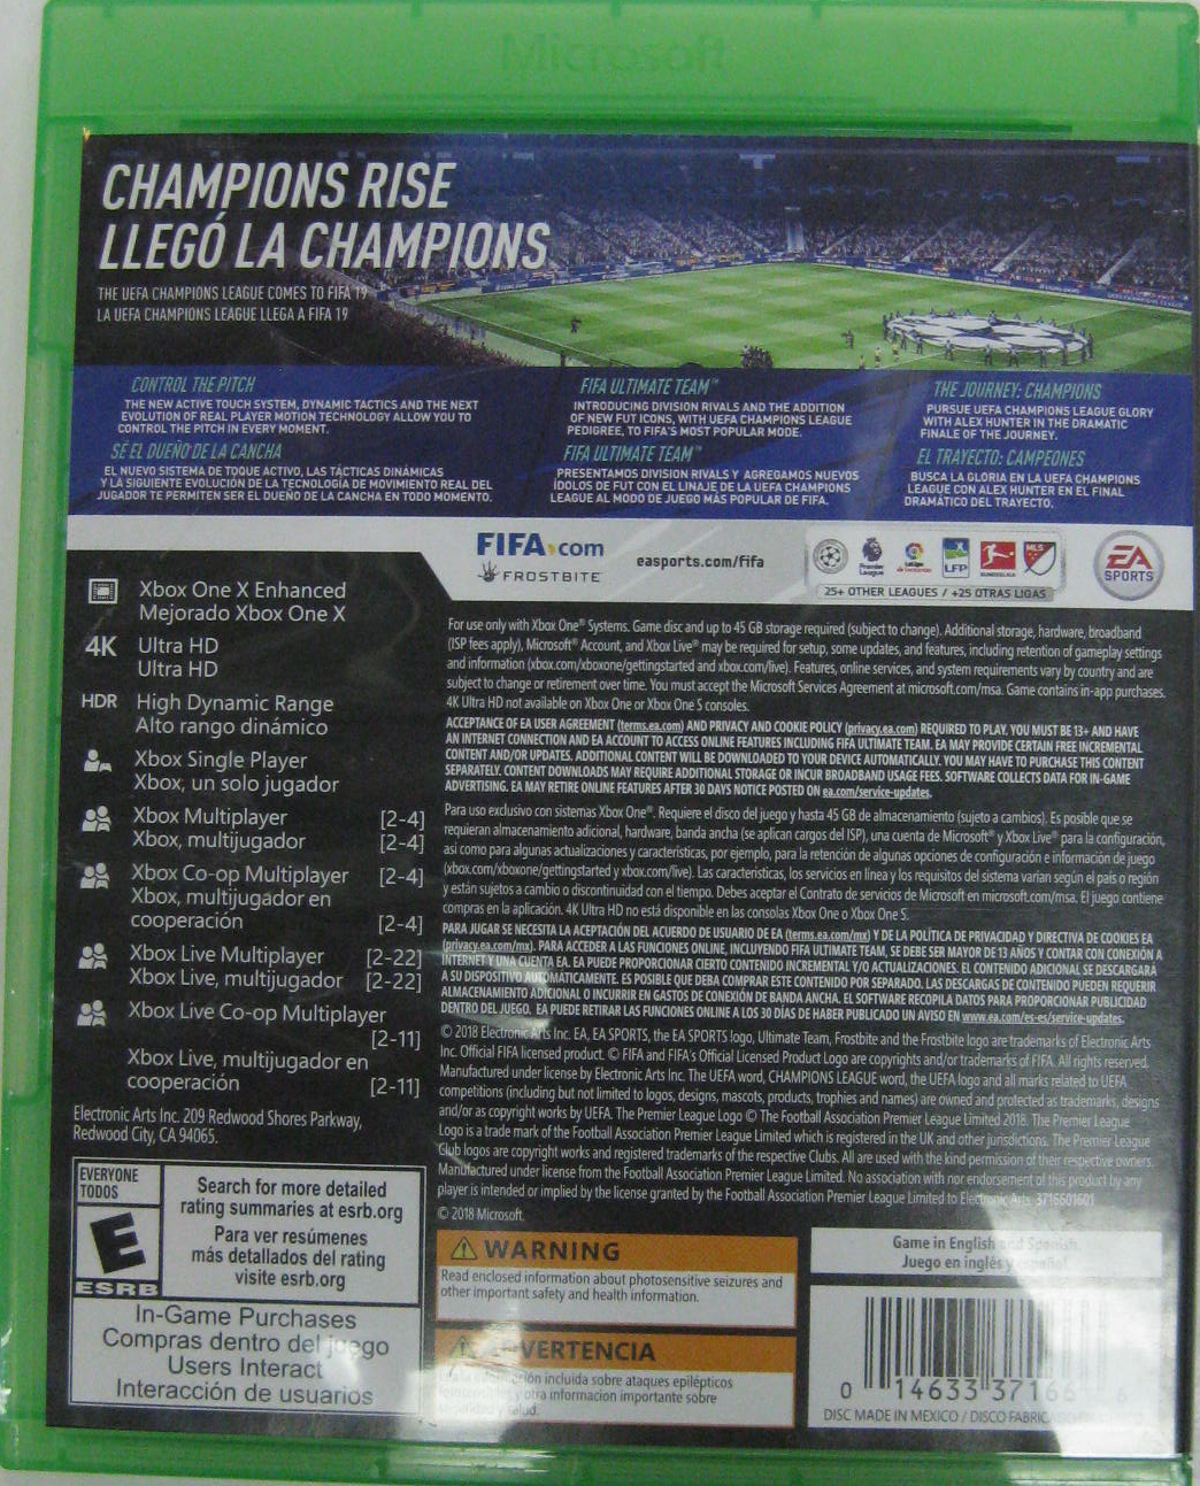 Microsoft
CHAMPIONS RISE
LLEGÓ LA CHAMPIONS
THE UEFA CHAMPIONS LEAGUE COMES TO FIFA 19
LA UEFA CHAMPIONS LEAGUE LLEGA A FIFA 19
CONTROL THE PITCH
THE NEW ACTIVE TOUCH SYSTEM, DYNAMIC TACTICS AND THE NEXT
EVOLUTION OF REAL PLAYER MOTION TECHNOLOGY ALLOW YOU TO
CONTROL THE PITCH IN EVERY MOMENT.
SÉ EL DUEÑO DE LA CANCHA
EL NUEVO SISTEMA DE TOQUE ACTIVO, LAS TÁCTICAS DINÁMICAS
Y LA SIGUIENTE EVOLUCIÓN DE LA TECNOLOGÍA DE MOVIMIENTO REAL DEL
JUGADOR TE PERMITEN SER EL DUEÑO DE LA CANCHA EN TODO MOMENTO.
FIFA ULTIMATE TEAM™
INTRODUCING DIVISION RIVALS AND THE ADDITION
OF NEW FUT ICONS, WITH UEFA CHAMPIONS LEAGUE
PEDIGREE, TO FIFA'S MOST POPULAR MODE.
FIFA ULTIMATE TEAM™
PRESENTAMOS DIVISION RIVALS Y AGREGAMOS NUEVOS
ÍDOLOS DE FUT CON EL LINAJE DE LA UEFA CHAMPIONS
LEAGUE AL MODO DE JUEGO MÁS POPULAR DE FIFA.
THE JOURNEY: CHAMPIONS
PURSUE UEFA CHAMPIONS LEAGUE GLORY
WITH ALEX HUNTER IN THE DRAMATIC
FINALE OF THE JOURNEY.
EL TRAYECTO: CAMPEONES
BUSCA LA GLORIA EN LA UEFA CHAMPIONS
LEAGUE CON ALEX HUNTER EN EL FINAL
DRAMÁTICO DEL TRAYECTO.
FIFA.com
FROSTBITE
easports.com/fifa
Premier League
LaLiga
LFP
BUNDESLIGA
MLS
25+ OTHER LEAGUES / +25 OTRAS LIGAS
EA SPORTS
Xbox One X Enhanced
Mejorado Xbox One X
4K Ultra HD
Ultra HD
HDR High Dynamic Range
Alto rango dinámico
Xbox Single Player
Xbox, un solo jugador
Xbox Multiplayer [2-4]
Xbox, multijugador [2-4]
Xbox Co-op Multiplayer [2-4]
Xbox, multijugador en
cooperación [2-4]
Xbox Live Multiplayer [2-22]
Xbox Live, multijugador [2-22]
Xbox Live Co-op Multiplayer
[2-11]
Xbox Live, multijugador en
cooperación [2-11]
Electronic Arts Inc. 209 Redwood Shores Parkway,
Redwood City, CA 94065.
EVERYONE
TODOS
E
ESRB
Search for more detailed
rating summaries at esrb.org
Para ver resúmenes
más detallados del rating
visite esrb.org
In-Game Purchases
Compras dentro del juego
Users Interact
Interacción de usuarios
For use only with Xbox One® Systems. Game disc and up to 45 GB storage required (subject to change). Additional storage, hardware, broadband
(ISP fees apply), Microsoft® Account, and Xbox Live® may be required for setup, some updates, and features, including retention of gameplay settings
and information (xbox.com/xboxone/gettingstarted and xbox.com/live). Features, online services, and system requirements vary by country and are
subject to change or retirement over time. You must accept the Microsoft Services Agreement at microsoft.com/msa. Game contains in-app purchases.
4K Ultra HD not available on Xbox One or Xbox One S consoles.
ACCEPTANCE OF EA USER AGREEMENT (terms.ea.com) AND PRIVACY AND COOKIE POLICY (privacy.ea.com) REQUIRED TO PLAY. YOU MUST BE 13+ AND HAVE
AN INTERNET CONNECTION AND EA ACCOUNT TO ACCESS ONLINE FEATURES INCLUDING FIFA ULTIMATE TEAM. EA MAY PROVIDE CERTAIN FREE INCREMENTAL
CONTENT AND/OR UPDATES. ADDITIONAL CONTENT WILL BE DOWNLOADED TO YOUR DEVICE AUTOMATICALLY. YOU MAY HAVE TO PURCHASE THIS CONTENT
SEPARATELY. CONTENT DOWNLOADS MAY REQUIRE ADDITIONAL STORAGE OR INCUR BROADBAND USAGE FEES. SOFTWARE COLLECTS DATA FOR IN-GAME
ADVERTISING. EA MAY RETIRE ONLINE FEATURES AFTER 30 DAYS NOTICE POSTED ON ea.com/service-updates.
Para uso exclusivo con sistemas Xbox One®. Requiere el disco del juego y hasta 45 GB de almacenamiento (sujeto a cambios). Es posible que se
requieran almacenamiento adicional, hardware, banda ancha (se aplican cargos del ISP), una cuenta de Microsoft® y Xbox Live® para la configuración,
así como para algunas actualizaciones y características, por ejemplo, para la retención de algunas opciones de configuración e información de juego
(xbox.com/xboxone/gettingstarted y xbox.com/live). Las características, los servicios en línea y los requisitos del sistema varían según el país o región
y están sujetos a cambio o discontinuidad con el tiempo. Debes aceptar el Contrato de servicios de Microsoft en microsoft.com/msa. El juego contiene
compras en la aplicación. 4K Ultra HD no está disponible en las consolas Xbox One o Xbox One S.
PARA JUGAR SE NECESITA LA ACEPTACIÓN DEL ACUERDO DE USUARIO DE EA (terms.ea.com/mx) Y DE LA POLÍTICA DE PRIVACIDAD Y DIRECTIVA DE COOKIES EA
(privacy.ea.com/mx). PARA ACCEDER A LAS FUNCIONES ONLINE, INCLUYENDO FIFA ULTIMATE TEAM, SE DEBE SER MAYOR DE 13 AÑOS Y CONTAR CON CONEXIÓN A
INTERNET Y UNA CUENTA EA. EA PUEDE PROPORCIONAR CIERTO CONTENIDO INCREMENTAL Y/O ACTUALIZACIONES. EL CONTENIDO ADICIONAL SE DESCARGARÁ
A SU DISPOSITIVO AUTOMÁTICAMENTE. ES POSIBLE QUE DEBA COMPRAR ESTE CONTENIDO POR SEPARADO. LAS DESCARGAS DE CONTENIDO PUEDEN REQUERIR
ALMACENAMIENTO ADICIONAL O INCURRIR EN GASTOS DE CONEXIÓN DE BANDA ANCHA. EL SOFTWARE RECOPILA DATOS PARA PROPORCIONAR PUBLICIDAD
DENTRO DEL JUEGO. EA PUEDE RETIRAR LAS FUNCIONES ONLINE A LOS 30 DÍAS DE HABER PUBLICADO UN AVISO EN www.ea.com/es-es/service-updates.
© 2018 Electronic Arts Inc. EA, EA SPORTS, the EA SPORTS logo, Ultimate Team, Frostbite and the Frostbite logo are trademarks of Electronic Arts
Inc. Official FIFA licensed product. © FIFA and FIFA's Official Licensed Product Logo are copyrights and/or trademarks of FIFA. All rights reserved.
Manufactured under license by Electronic Arts Inc. The UEFA word, CHAMPIONS LEAGUE word, the UEFA logo and all marks related to UEFA
competitions (including but not limited to logos, designs, mascots, products, trophies and names) are owned and protected as trademarks, designs
and/or as copyright works by UEFA. The Premier League Logo © The Football Association Premier League Limited 2018. The Premier League
Logo is a trade mark of the Football Association Premier League Limited which is registered in the UK and other jurisdictions. The Premier League
Club logos are copyright works and registered trademarks of the respective Clubs. All are used with the kind permission of their respective owners.
Manufactured under license from the Football Association Premier League Limited. No association with nor endorsement of this product by any
player is intended or implied by the license granted by the Football Association Premier League Limited to Electronic Arts. 3716601601
© 2018 Microsoft.
WARNING
Read enclosed information about photosensitive seizures and
other important safety and health information.
VERTENCIA
incluida sobre ataques epilépticos
y otra informacion importante sobre
salud.
Game in English and Spanish.
Juego en inglés y español.
0 14633 37166 6
DISC MADE IN MEXICO / DISCO